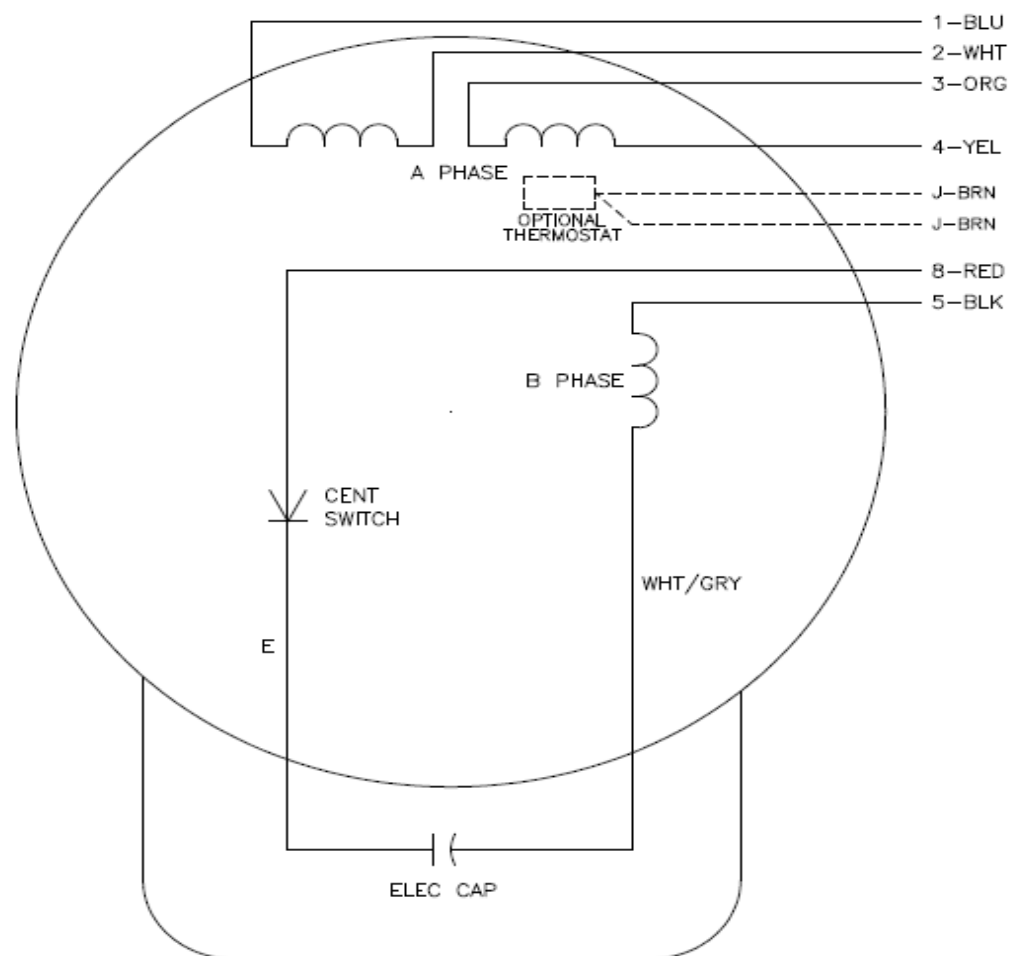 1-BLU
2-WHT
3-ORG
4-YEL
A PHASE
J-BRN
OPTIONAL
THERMOSTAT
J-BRN
8-RED
5-BLK
B PHASE
CENT
SWITCH
WHT/GRY
E
ELEC CAP